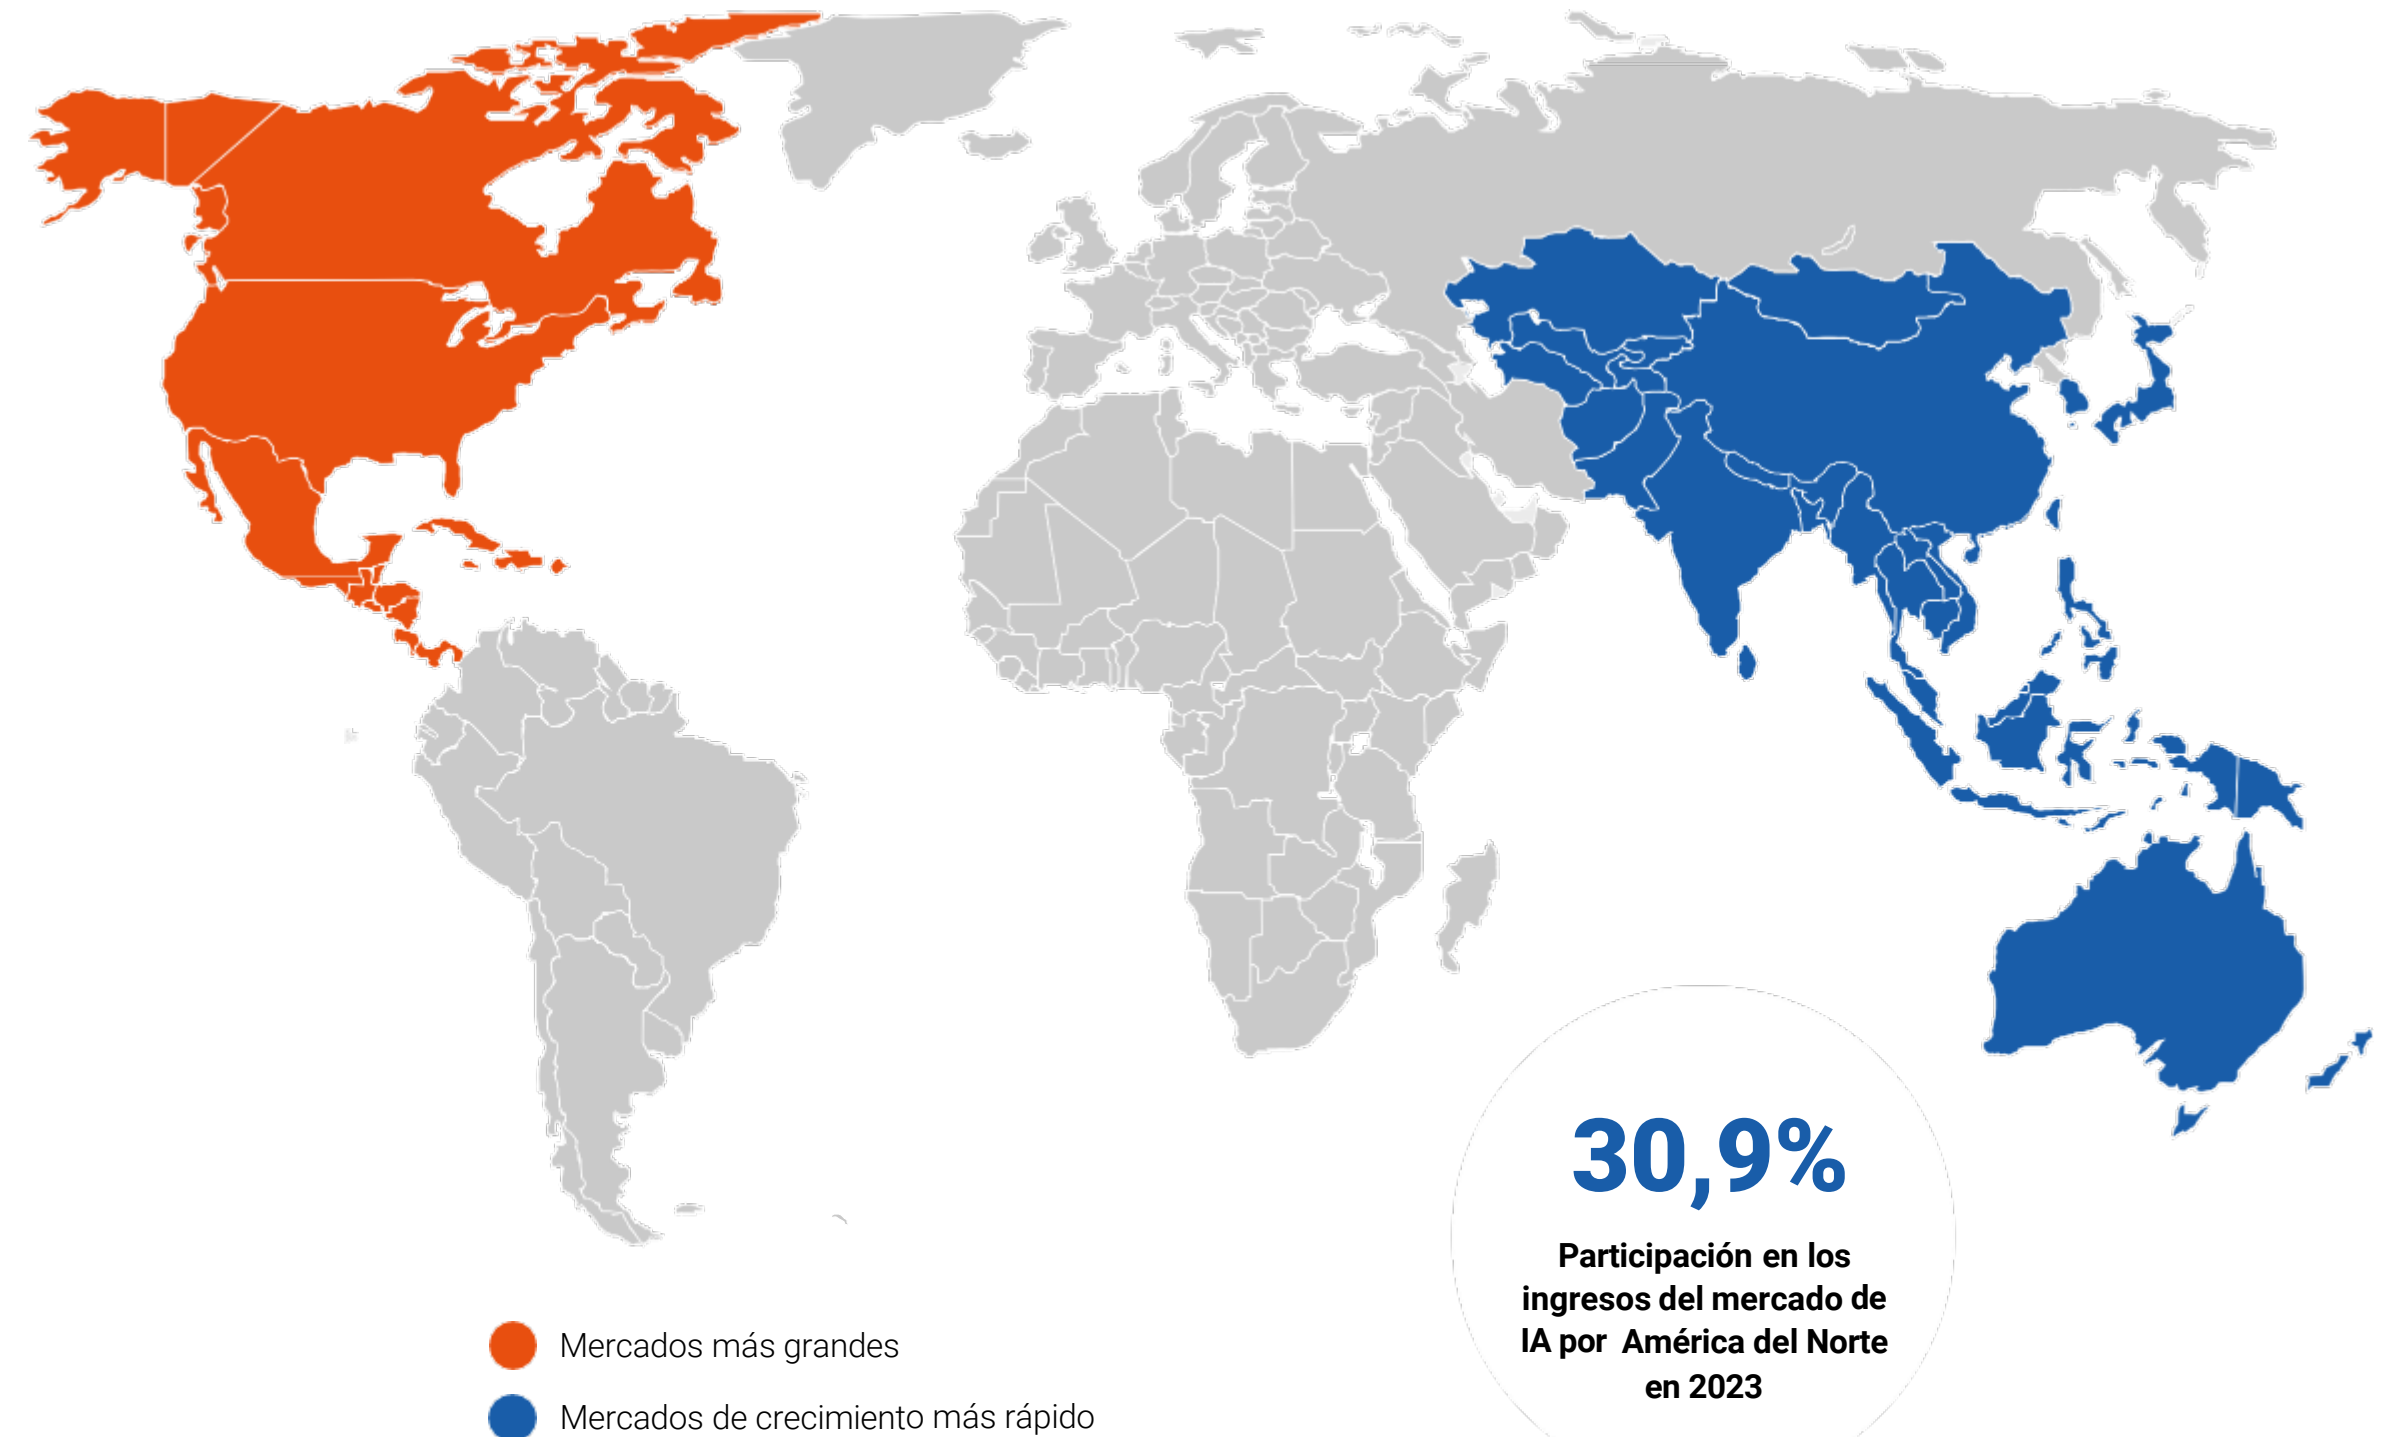 30,9%
Participación en los
ingresos del mercado de
IA por América del Norte
en 2023
Mercados más grandes
Mercados de crecimiento más rápido